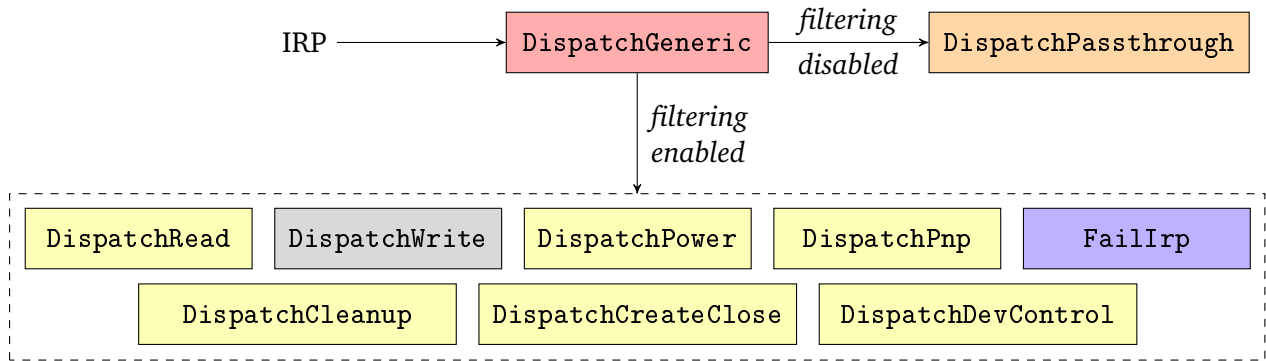 IRP
DispatchGeneric
filtering
disabled
DispatchPassthrough
filtering
enabled
DispatchRead
DispatchWrite
DispatchPower
DispatchPnp
FailIrp
DispatchCleanup
DispatchCreateClose
DispatchDevControl